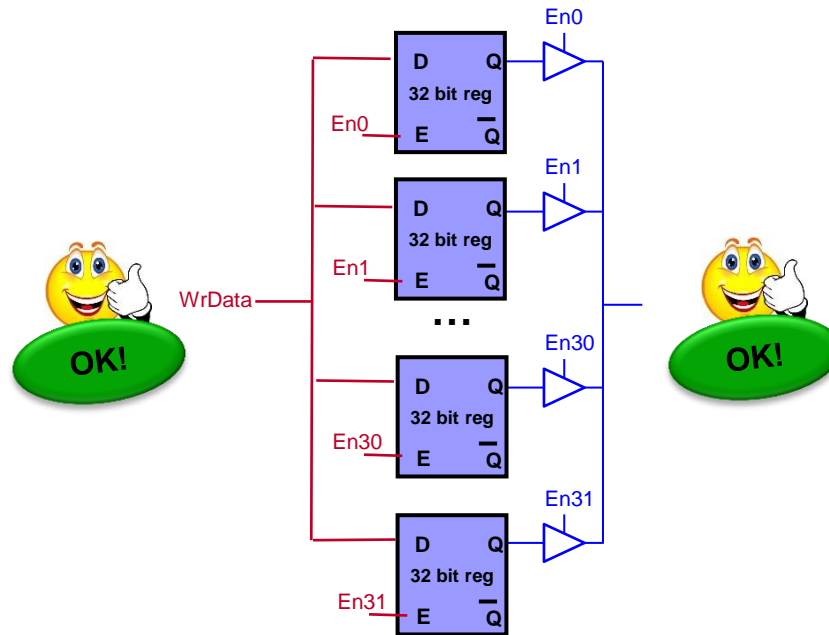 En0
D Q
32 bit reg
En0 E Q
En1
D Q
32 bit reg
En1 E Q
WrData
OK!
OK!
...
En30
D Q
32 bit reg
En30 E Q
En31
D Q
32 bit reg
En31 E Q